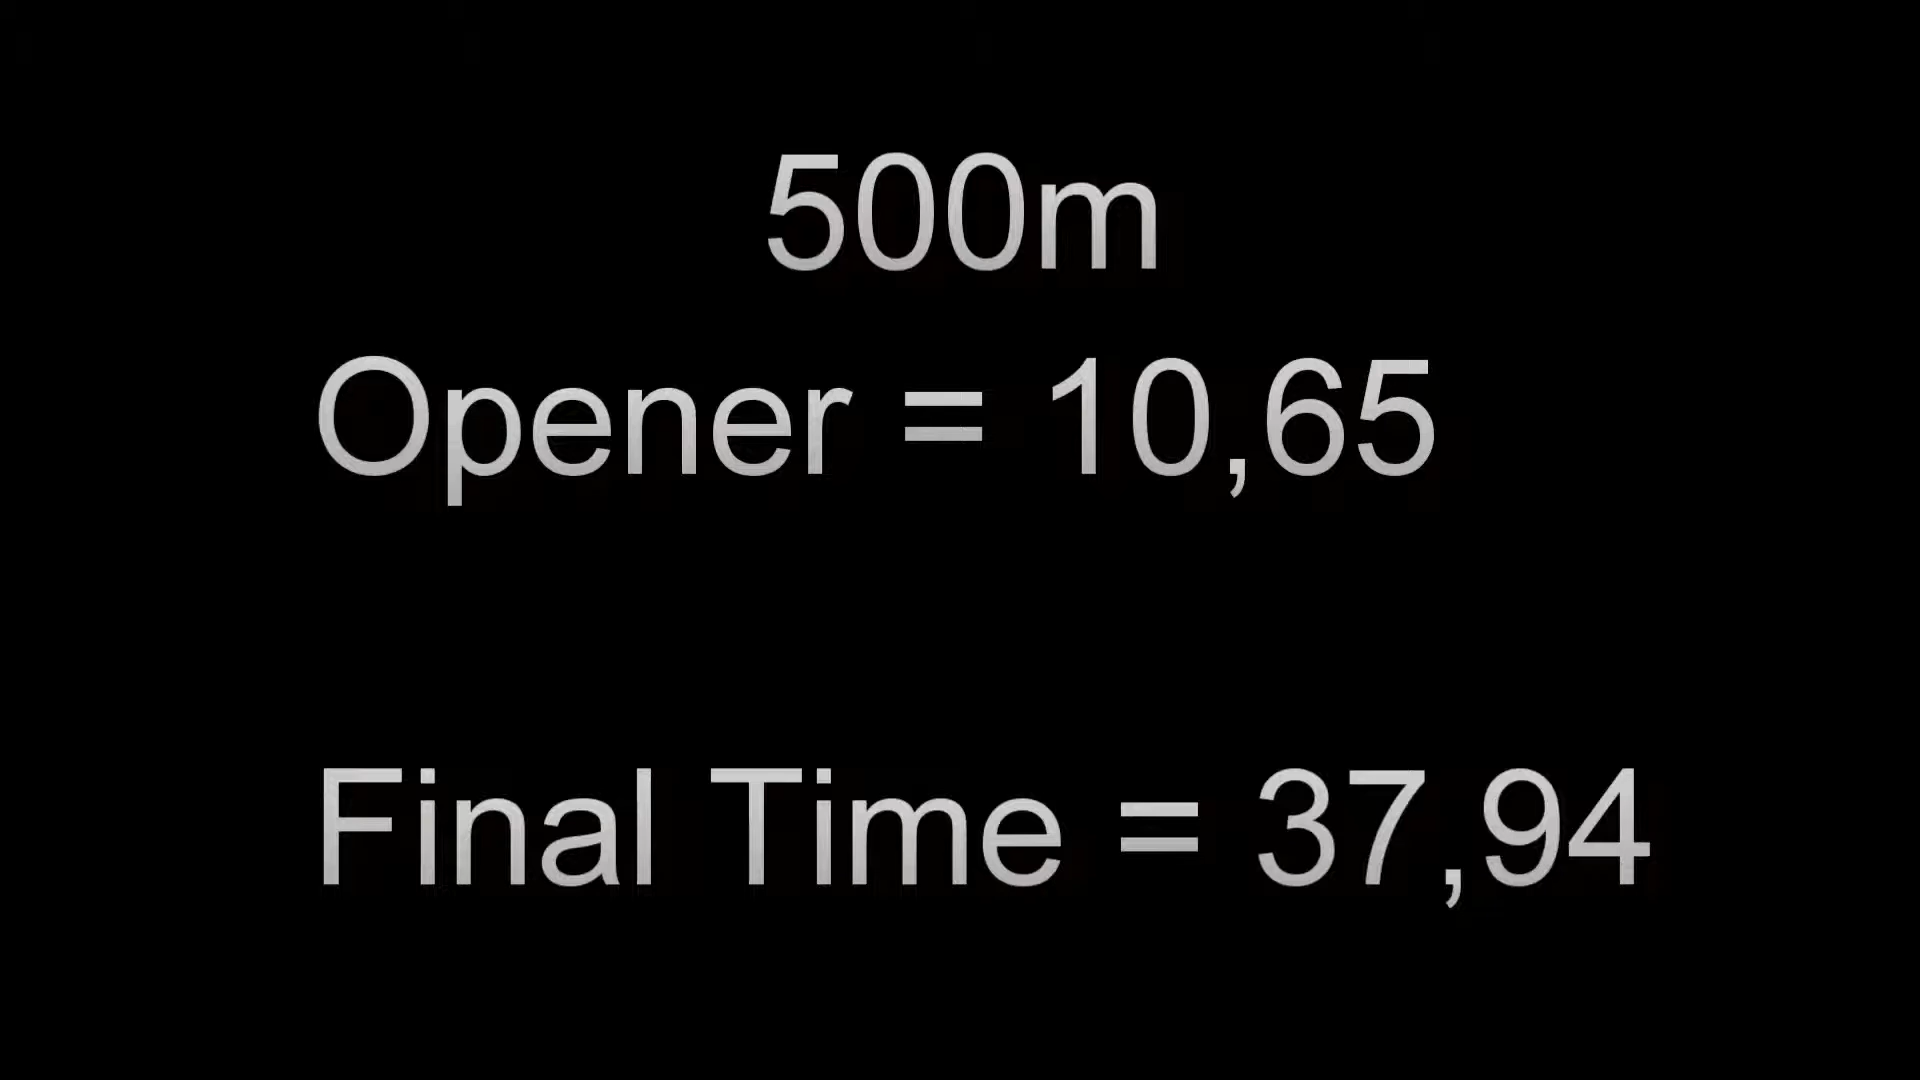 500m
Opener = 10,65
Final Time = 37,94